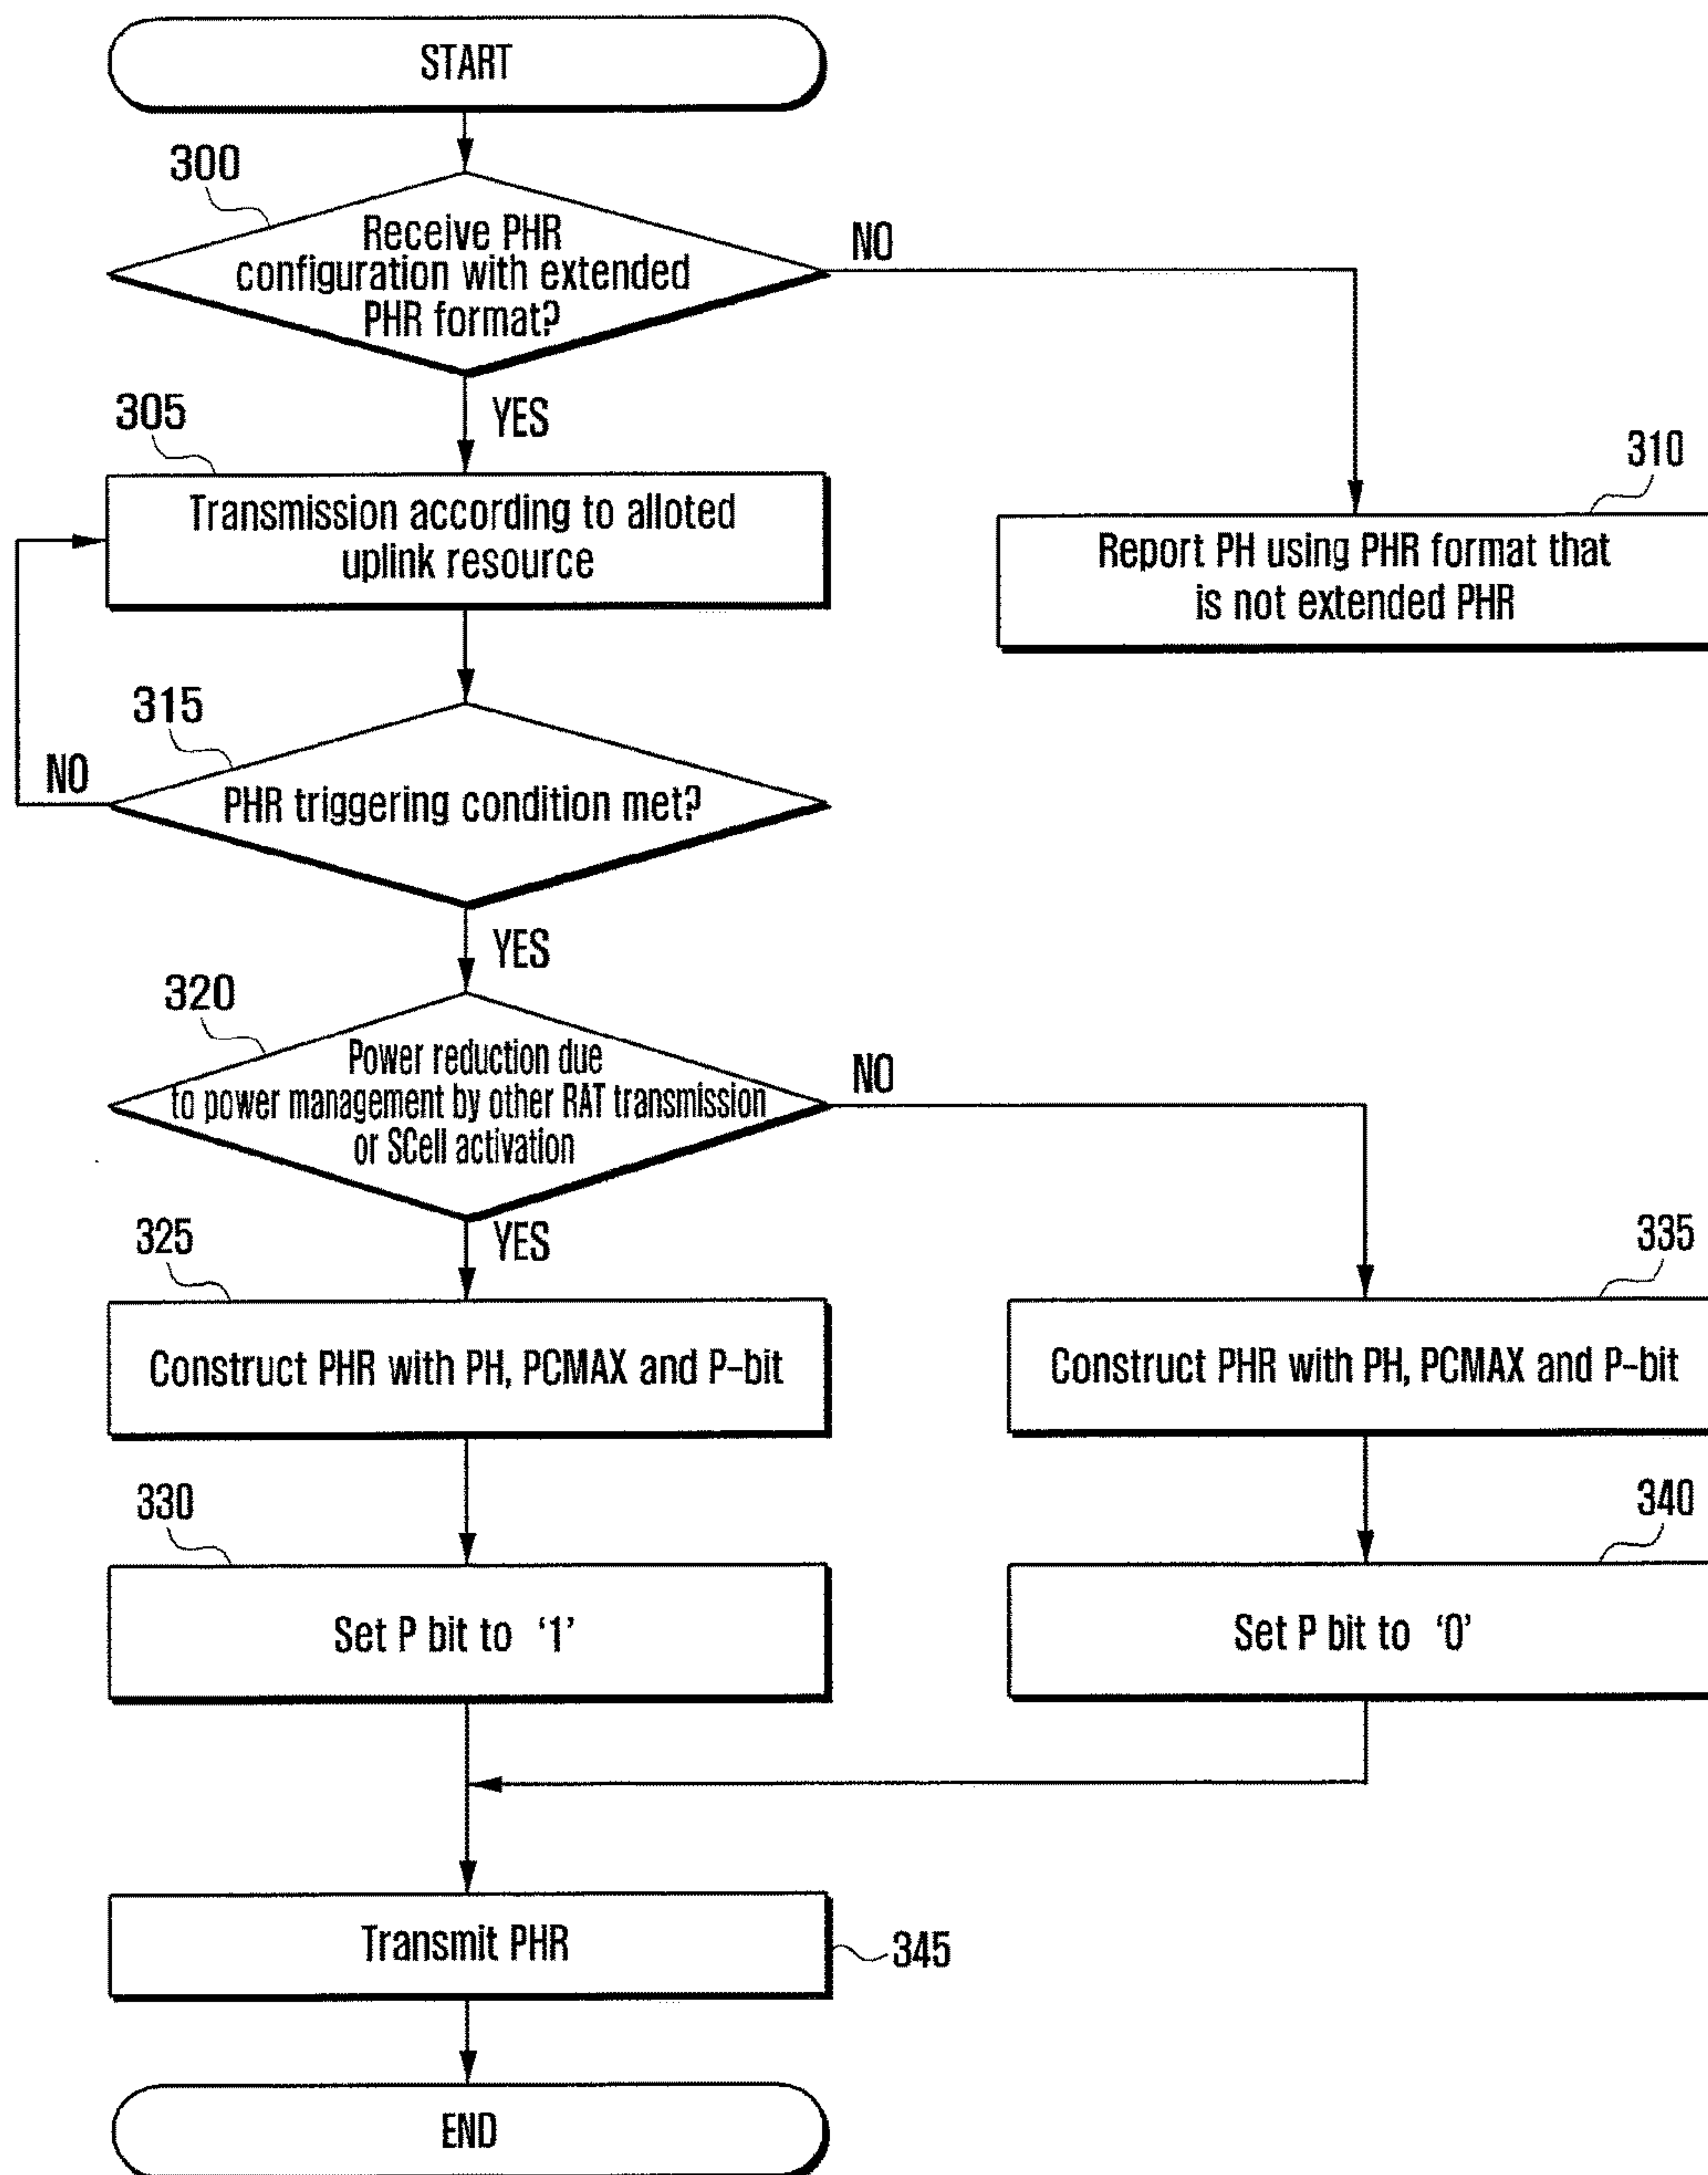 START
300
Receive PHR
configuration with extended
PHR format?
NO
YES
305
Transmission according to alloted
uplink resource
310
Report PH using PHR format that
is not extended PHR
315
NO
PHR triggering condition met?
YES
320
Power reduction due
to power management by other RAT transmission
or SCell activation
NO
YES
325
Construct PHR with PH, PCMAX and P-bit
335
Construct PHR with PH, PCMAX and P-bit
330
Set P bit to ‘1’
340
Set P bit to ‘0’
Transmit PHR
345
END